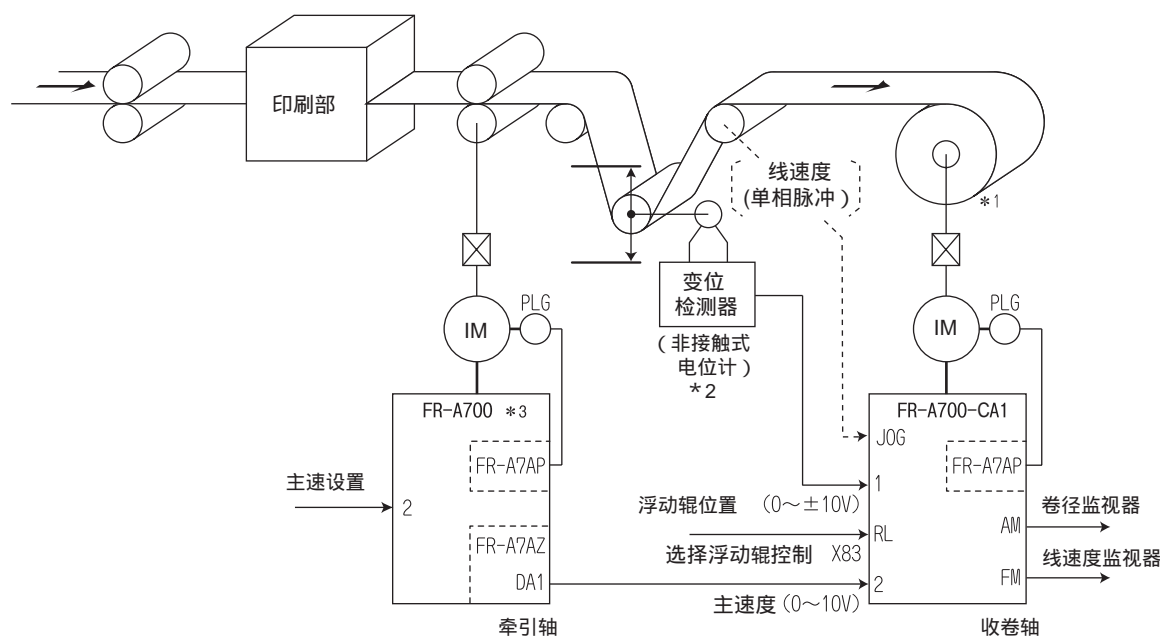 印刷部
线速度
(单相脉冲）
*1
变位
检测器
PLG
PLG
IM
IM
（非接触式
电位计）
*2
FR-A700 *3
FR-A700-CA1
JOG
FR-A7AP
FR-A7AP
主速设置
2
1
浮动辊位置 (0～±10V)
AM
卷径监视器
RL
FR-A7AZ
选择浮动辊控制 X83
线速度监视器
DA1
2
FM
主速度(0～10V)
牵引轴
收卷轴